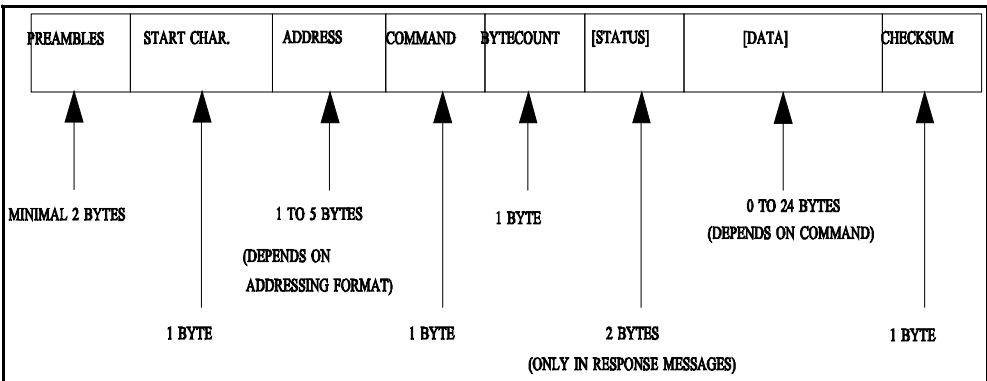 PREAMBLES START CHAR. ADDRESS COMMAND BYTECOUNT [STATUS] [DATA] CHECKSUM
MINIMAL 2 BYTES
1 TO 5 BYTES
(DEPENDS ON
ADDRESSING FORMAT)
1 BYTE
0 TO 24 BYTES
(DEPENDS ON COMMAND)
1 BYTE
1 BYTE
2 BYTES
(ONLY IN RESPONSE MESSAGES)
1 BYTE